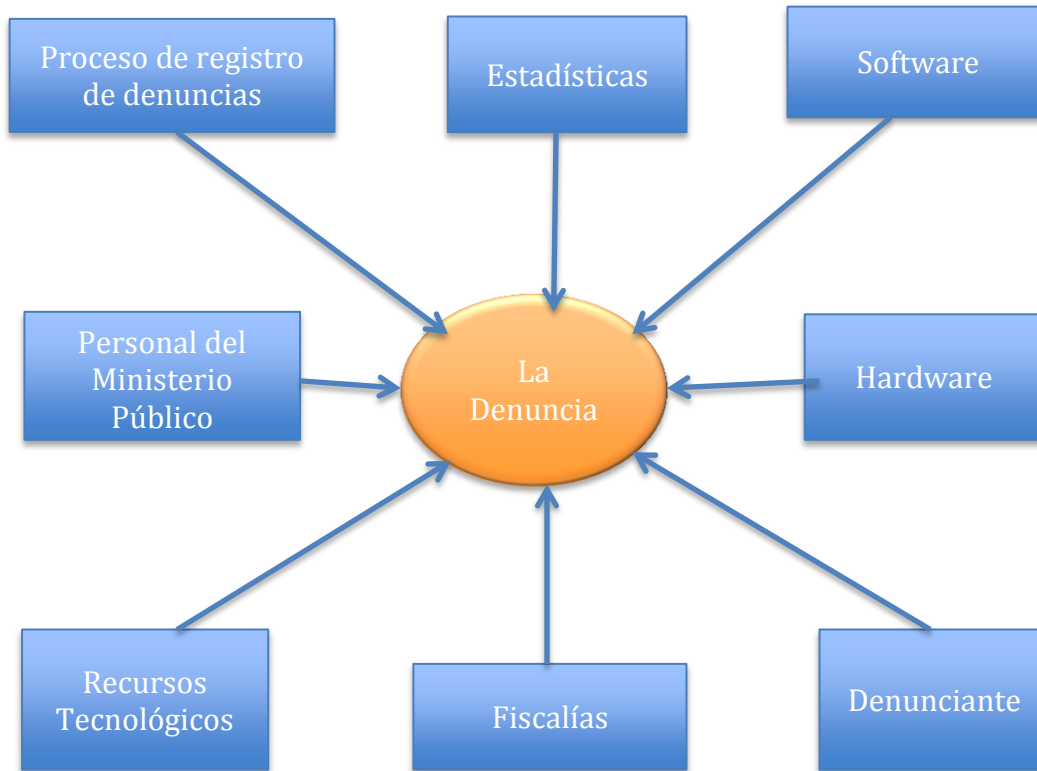 Proceso de registro
de denuncias
Estadísticas
Software
Personal del
Ministerio
Público
La
Denuncia
Hardware
Recursos
Tecnológicos
Fiscalías
Denunciante